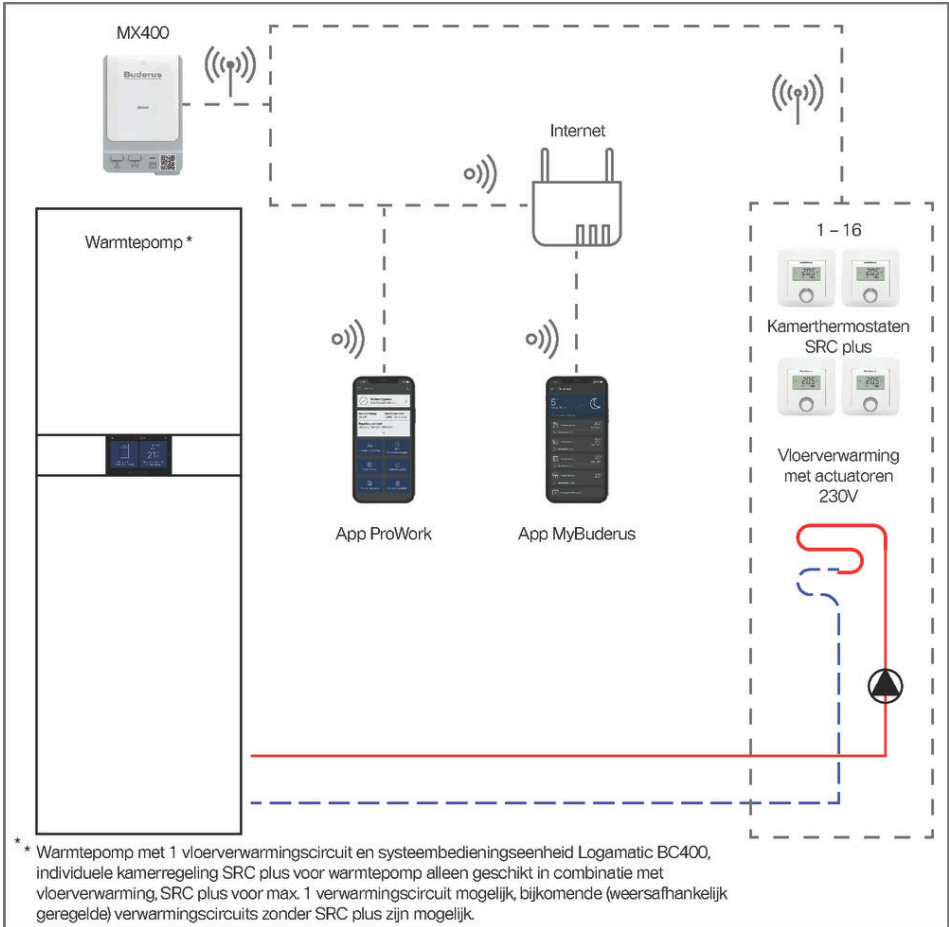 MX400
Buderus
Internet
Warmtepomp *
1 – 16
Kamerthermostaten
SRC plus
Vloerverwarming
met actuatoren
230V
App ProWork
App MyBuderus
* * Warmtepomp met 1 vloerverwarmingscircuit en systeembedieningseenheid Logamatic BC400,
individuele kamerregeling SRC plus voor warmtepomp alleen geschikt in combinatie met
vloerverwarming, SRC plus voor max. 1 verwarmingscircuit mogelijk, bijkomende (weersafhankelijk
geregelde) verwarmingscircuits zonder SRC plus zijn mogelijk.